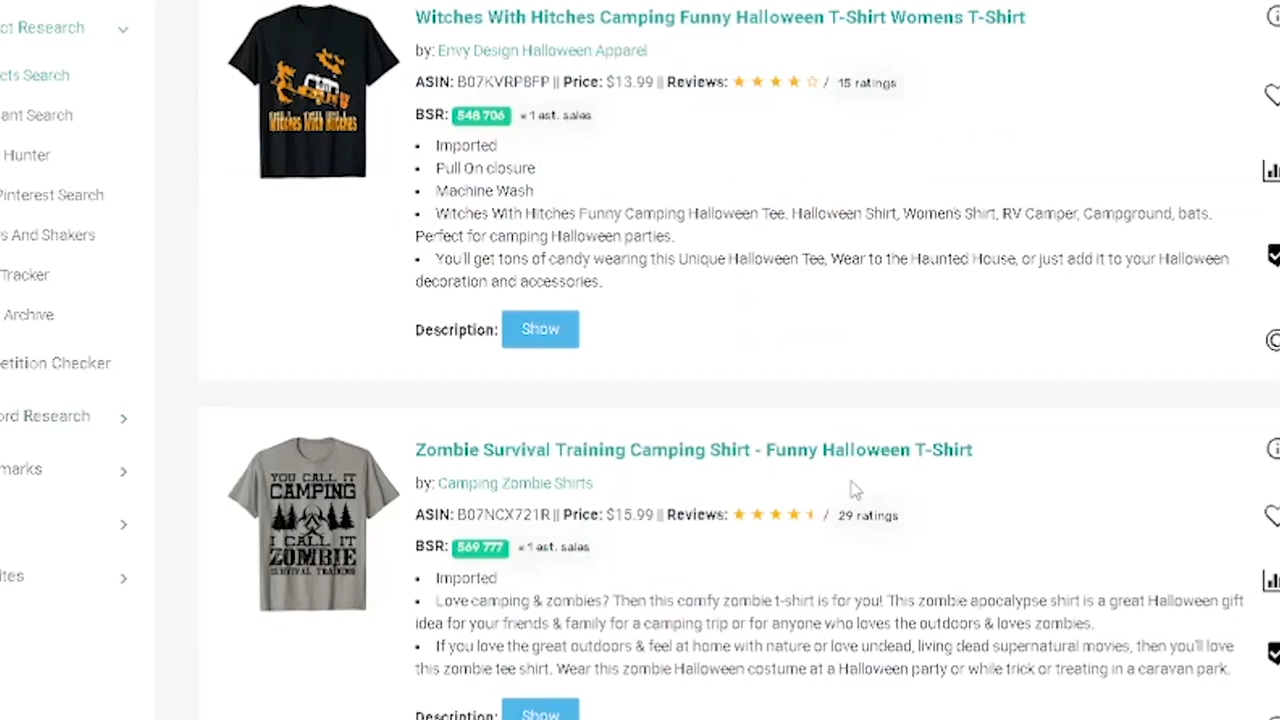 ct Research
cts Search
ant Search
Hunter
Pinterest Search
s And Shakers
Tracker
Archive
etition Checker
ord Research
marks
ites
Witches With Hitches Camping Funny Halloween T-Shirt Womens T-Shirt
by: Envy Design Halloween Apparel
ASIN: B07KVRP8FP || Price: $13.99 || Reviews: / 15 ratings
BSR: 548 706 < 1 est. sales
• Imported
• Pull On closure
• Machine Wash
• Witches With Hitches Funny Camping Halloween Tee. Halloween Shirt, Women's Shirt, RV Camper, Campground, bats.
Perfect for camping Halloween parties.
• You'll get tons of candy wearing this Unique Halloween Tee, Wear to the Haunted House, or just add it to your Halloween
decoration and accessories.
Description: Show
Witches With Hitches
Zombie Survival Training Camping Shirt - Funny Halloween T-Shirt
by: Camping Zombie Shirts
ASIN: B07NCX721R || Price: $15.99 || Reviews: / 29 ratings
BSR: 569 777 < 1 est. sales
• Imported
• Love camping & zombies? Then this comfy zombie t-shirt is for you! This zombie apocalypse shirt is a great Halloween gift
idea for your friends & family for a camping trip or for anyone who loves the outdoors & loves zombies.
• If you love the great outdoors & feel at home with nature or love undead, living dead supernatural movies, then you'll love
this zombie tee shirt. Wear this zombie Halloween costume at a Halloween party or while trick or treating in a caravan park.
Description: Show
YOU CALL IT
CAMPING
I CALL IT
ZOMBIE
SURVIVAL TRAINING